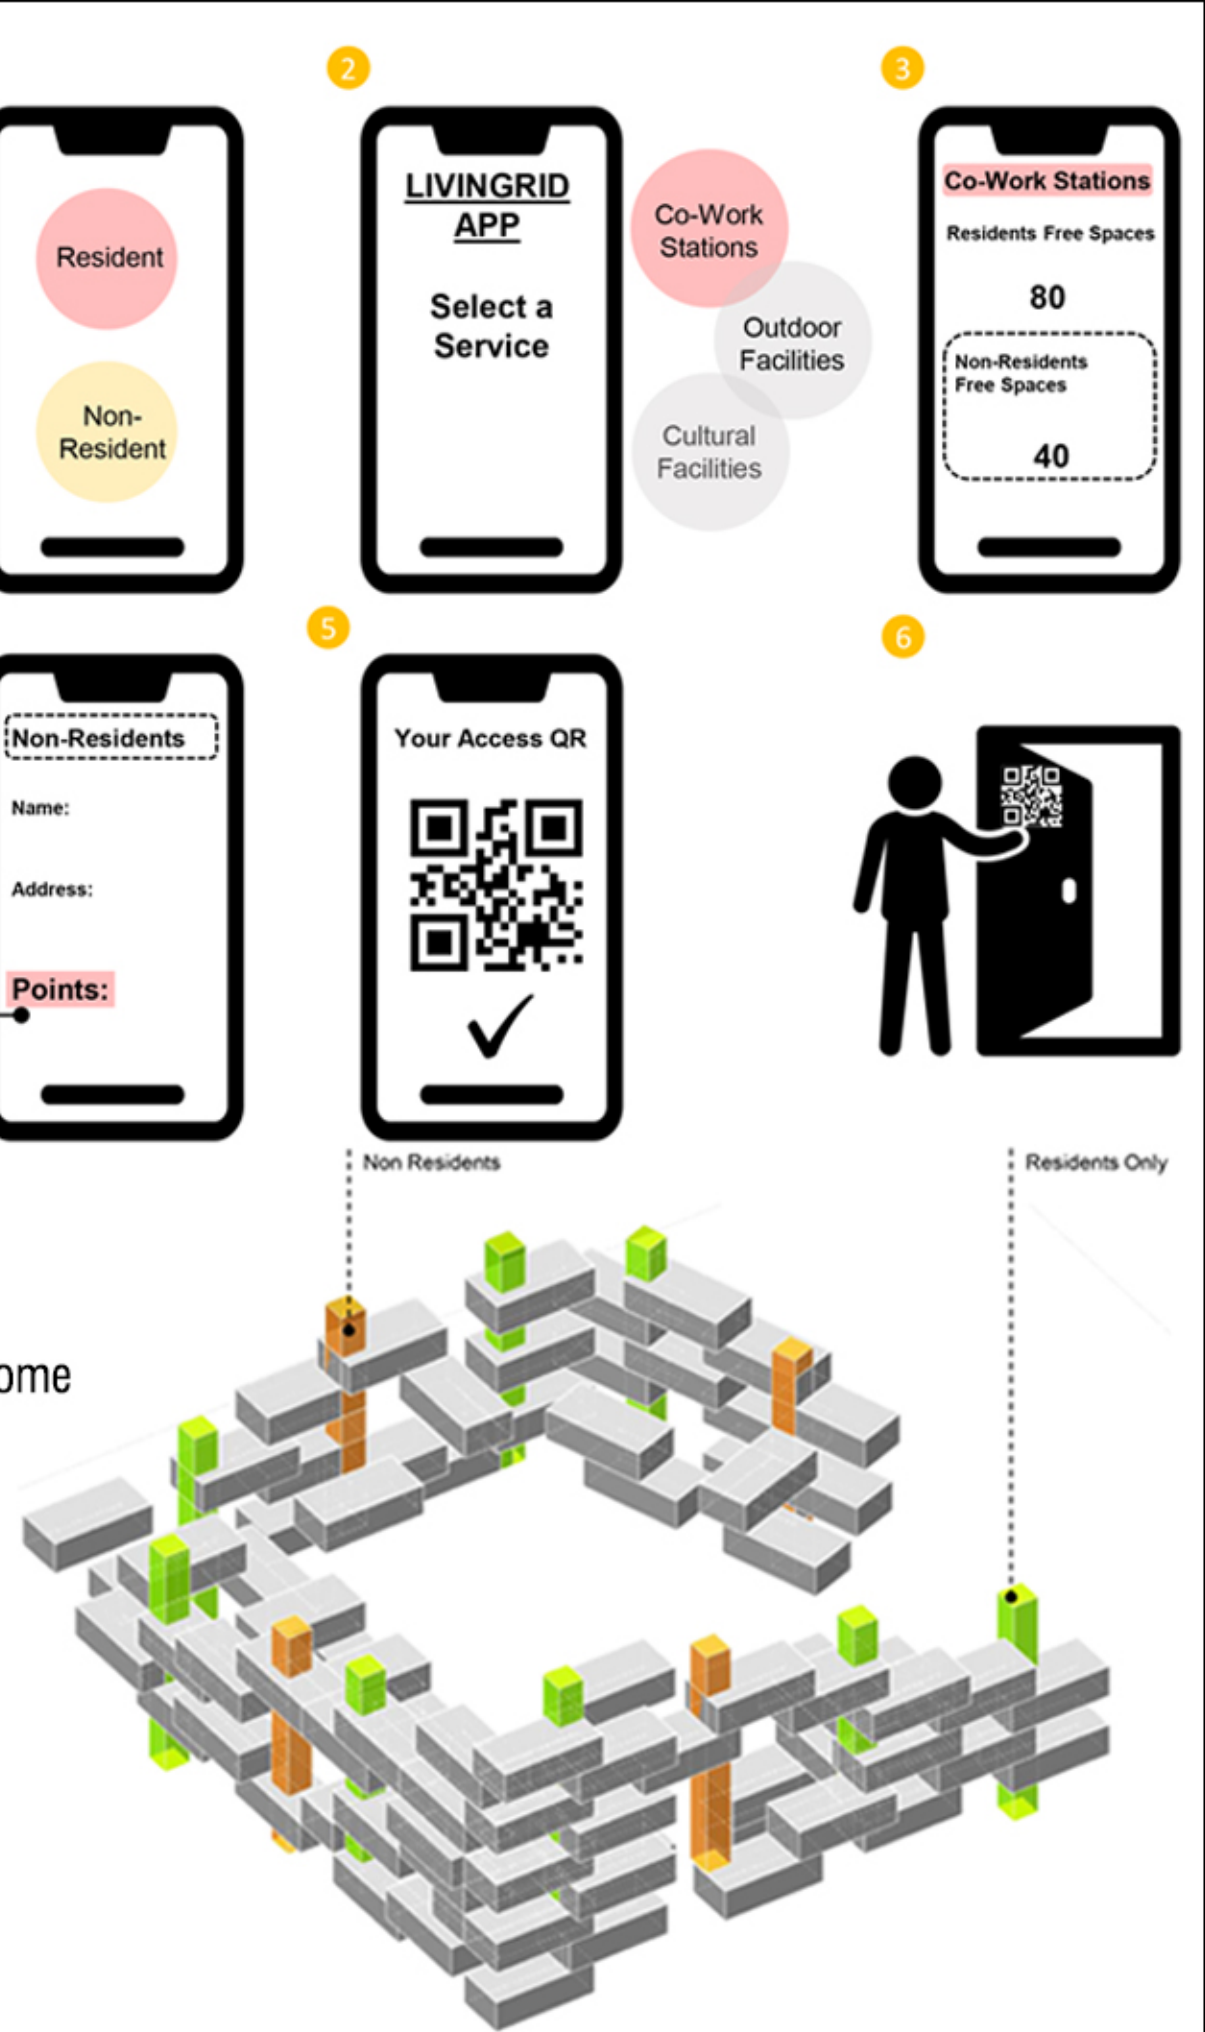 2
3
Resident
Non-
Resident
LIVINGRID
APP
Select a
Service
Co-Work
Stations
Outdoor
Facilities
Cultural
Facilities
Co-Work Stations
Residents Free Spaces
80
Non-Residents
Free Spaces
40
5
6
Non-Residents
Name:
Address:
Points:
Your Access QR
Non Residents
Residents Only
ome